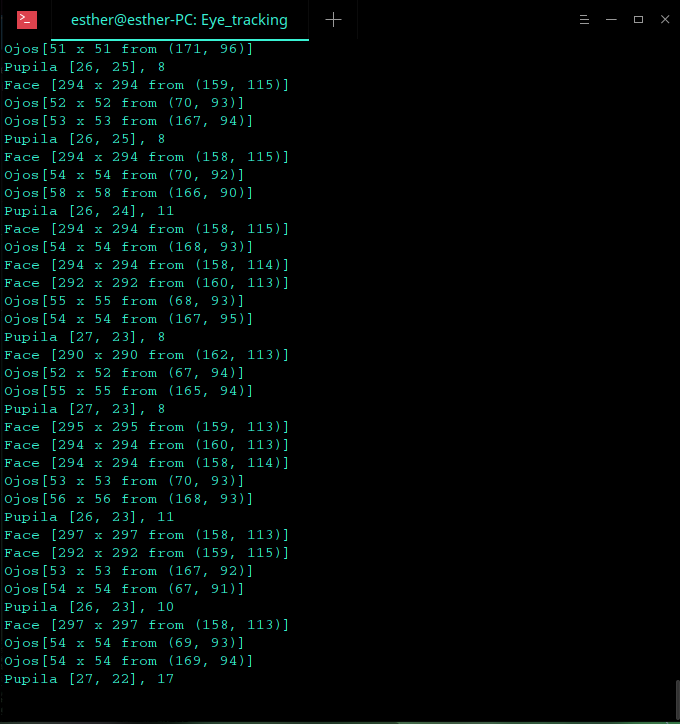 esther@esther-PC: Eye_tracking
Ojos[51 x 51 from (171, 96)]
Pupila [26, 25], 8
Face [294 x 294 from (159, 115)]
Ojos[52 x 52 from (70, 93)]
Ojos[53 x 53 from (167, 94)]
Pupila [26, 25], 8
Face [294 x 294 from (158, 115)]
Ojos[54 x 54 from (70, 92)]
Ojos[58 x 58 from (166, 90)]
Pupila [26, 24], 11
Face [294 x 294 from (158, 115)]
Ojos[54 x 54 from (168, 93)]
Face [294 x 294 from (158, 114)]
Face [292 x 292 from (160, 113)]
Ojos[55 x 55 from (68, 93)]
Ojos[54 x 54 from (167, 95)]
Pupila [27, 23], 8
Face [290 x 290 from (162, 113)]
Ojos[52 x 52 from (67, 94)]
Ojos[55 x 55 from (165, 94)]
Pupila [27, 23], 8
Face [295 x 295 from (159, 113)]
Face [294 x 294 from (160, 113)]
Face [294 x 294 from (158, 114)]
Ojos[53 x 53 from (70, 93)]
Ojos[56 x 56 from (168, 93)]
Pupila [26, 23], 11
Face [297 x 297 from (158, 113)]
Face [292 x 292 from (159, 115)]
Ojos[53 x 53 from (167, 92)]
Ojos[54 x 54 from (67, 91)]
Pupila [26, 23], 10
Face [297 x 297 from (158, 113)]
Ojos[54 x 54 from (69, 93)]
Ojos[54 x 54 from (169, 94)]
Pupila [27, 22], 17